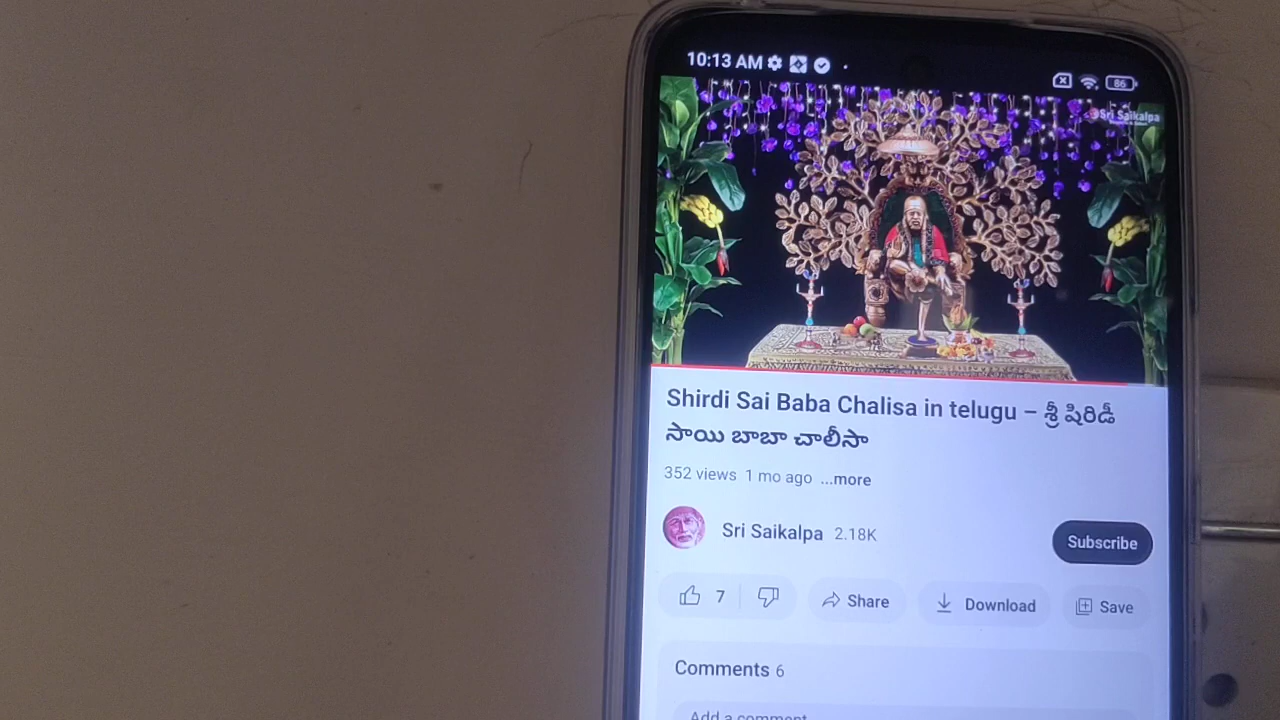 10:13 AM
86
Sri Saikalpa
Shirdi Sai Baba Chalisa in telugu – శ్రీ షిరిడీ
సాయి బాబా చాలీసా
352 views 1 mo ago ...more
Sri Saikalpa 2.18K
Subscribe
7
Share
Download
Save
Comments 6
Add a comment